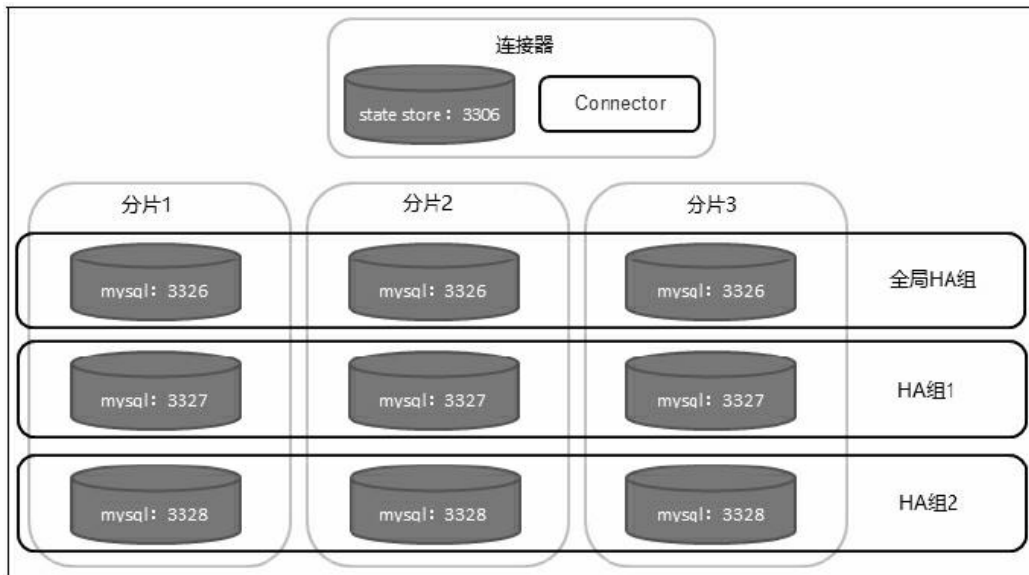 连接器
state store：3306
Connector
分片1
分片2
分片3
mysql：3326
mysql：3326
mysql：3326
全局HA组
mysql：3327
mysql：3327
mysql：3327
HA组1
mysql：3328
mysql：3328
mysql：3328
HA组2